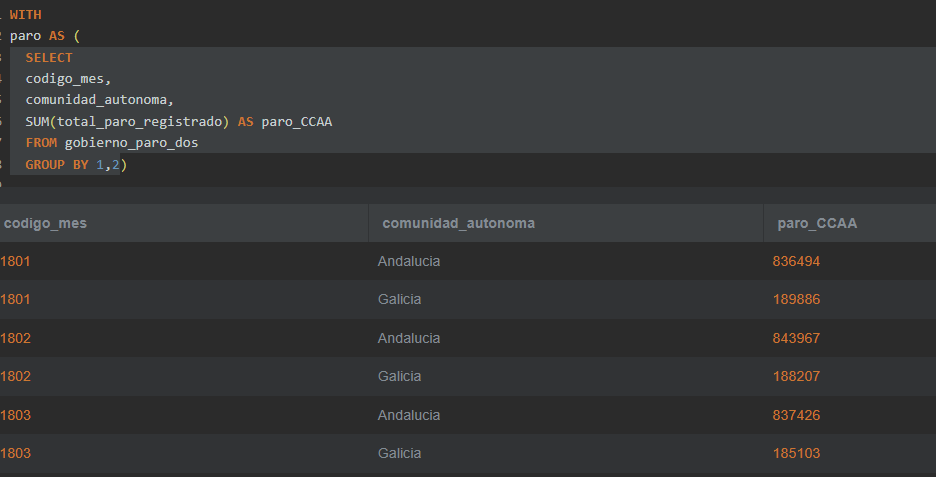 WITH
2 paro AS (
SELECT
codigo_mes,
comunidad_autonoma,
SUM(total_paro_registrado) AS paro_CCAA
FROM gobierno_paro_dos
GROUP BY 1,2)
codigo_mes comunidad_autonoma paro_CCAA
1801 Andalucia 836494
1801 Galicia 189886
1802 Andalucia 843967
1802 Galicia 188207
1803 Andalucia 837426
1803 Galicia 185103